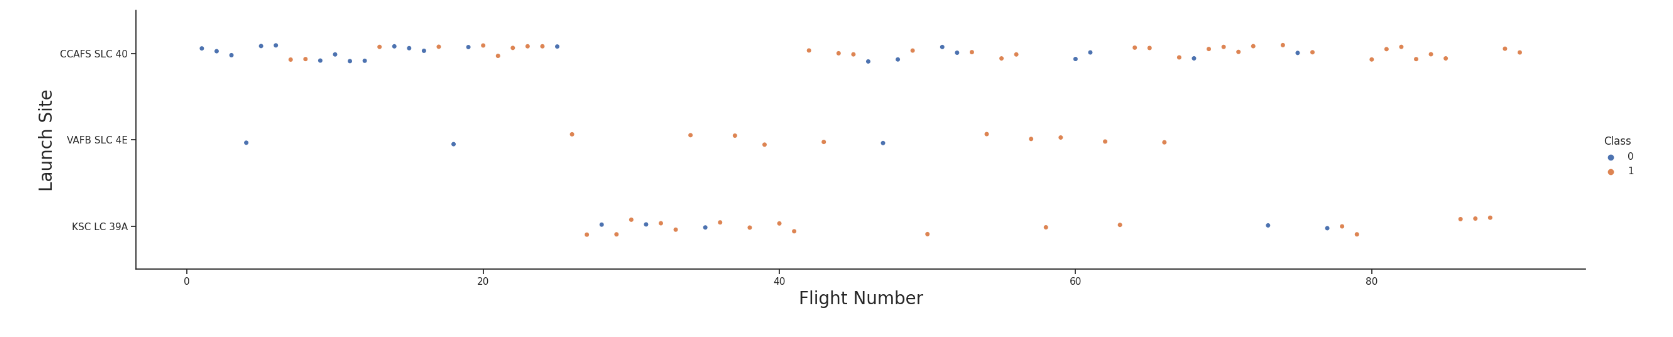 CCAFS SLC 40
VAFB SLC 4E
KSC LC 39A
Launch Site
0 20 40 60 80
Flight Number
Class
0
1